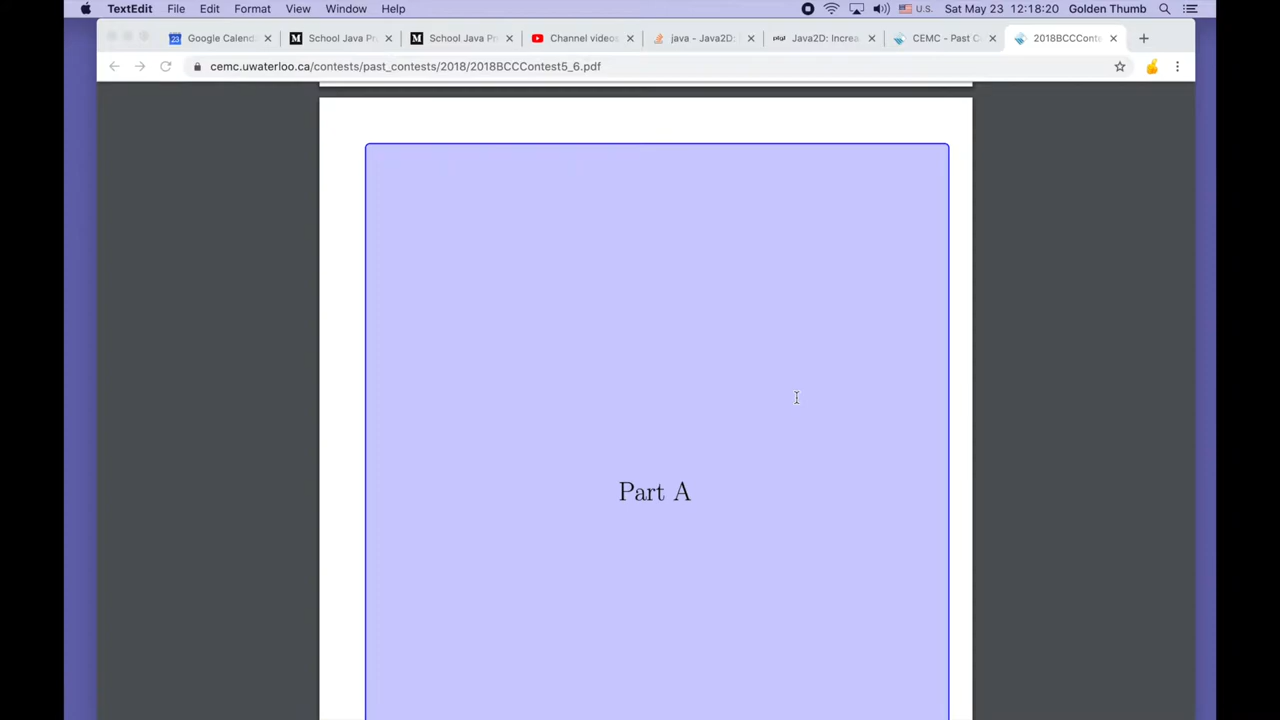 TextEdit File Edit Format View Window Help U.S. Sat May 23 12:18:20 Golden Thumb
23 Google Calend M School Java Pr M School Java Pr Channel videos java - Java2D: Java2D: Increa CEMC - Past C 2018BCCConte
cemc.uwaterloo.ca/contests/past_contests/2018/2018BCCContest5_6.pdf
Part A